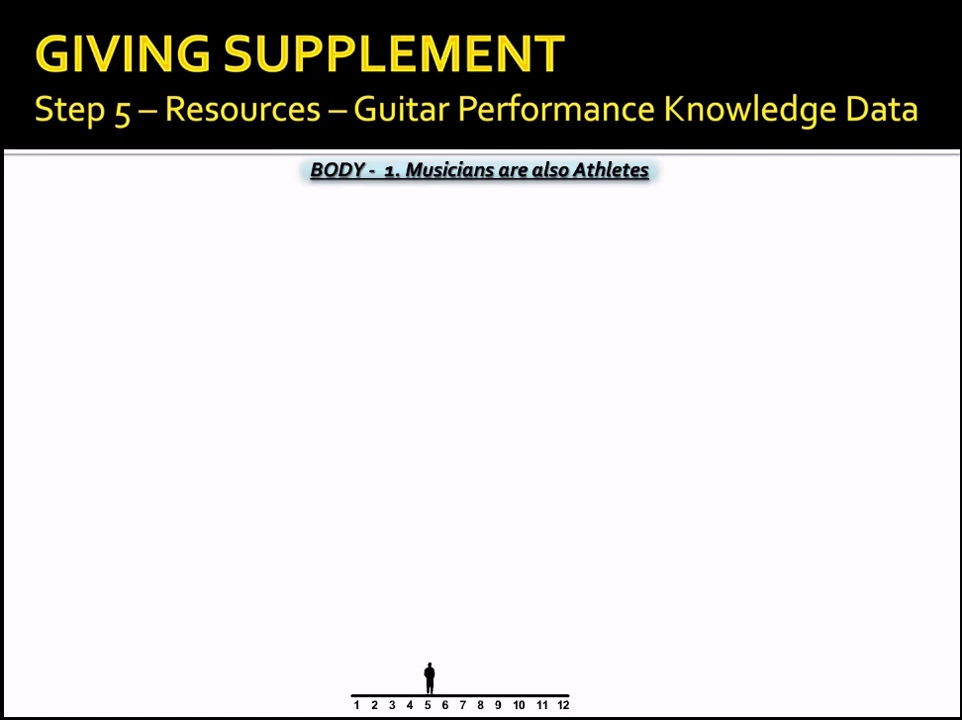 GIVING SUPPLEMENT
Step 5 – Resources – Guitar Performance Knowledge Data
BODY - 1. Musicians are also Athletes
1 2 3 4 5 6 7 8 9 10 11 12